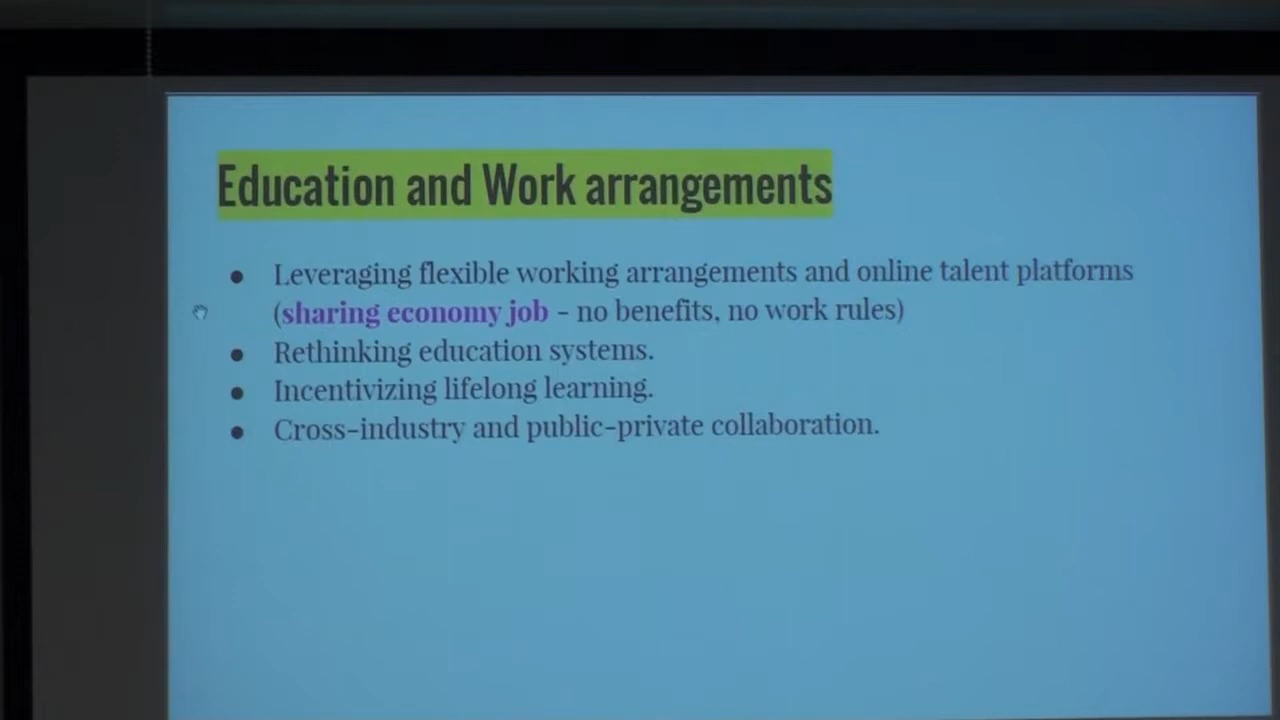 Education and Work arrangements
● Leveraging flexible working arrangements and online talent platforms
(sharing economy job - no benefits, no work rules)
● Rethinking education systems.
● Incentivizing lifelong learning.
● Cross-industry and public-private collaboration.